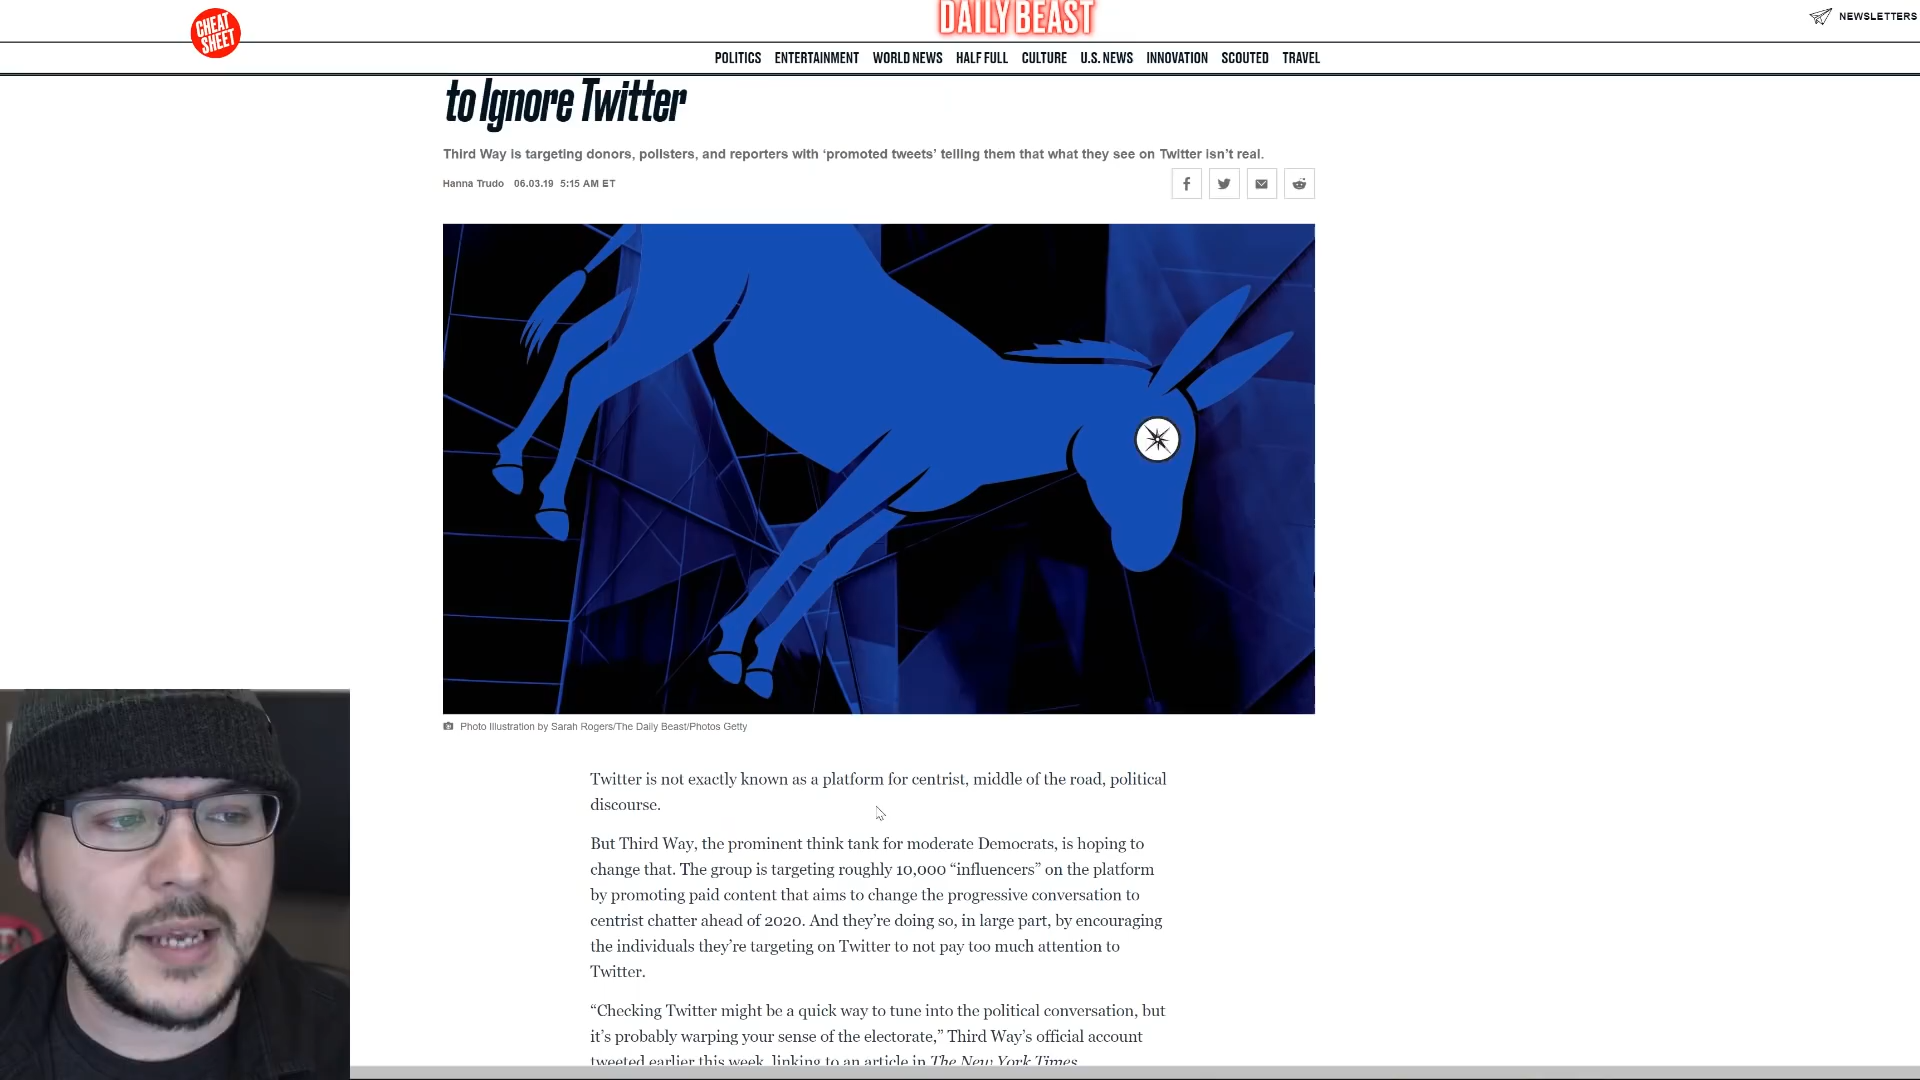 CHEAT
SHEET
DAILY BEAST
NEWSLETTERS
POLITICS ENTERTAINMENT WORLD NEWS HALF FULL CULTURE U.S. NEWS INNOVATION SCOUTED TRAVEL
to Ignore Twitter
Third Way is targeting donors, pollsters, and reporters with ‘promoted tweets’ telling them that what they see on Twitter isn’t real.
Hanna Trudo 06.03.19 5:15 AM ET
Photo Illustration by Sarah Rogers/The Daily Beast/Photos Getty
Twitter is not exactly known as a platform for centrist, middle of the road, political
discourse.
But Third Way, the prominent think tank for moderate Democrats, is hoping to
change that. The group is targeting roughly 10,000 “influencers” on the platform
by promoting paid content that aims to change the progressive conversation to
centrist chatter ahead of 2020. And they’re doing so, in large part, by encouraging
the individuals they’re targeting on Twitter to not pay too much attention to
Twitter.
“Checking Twitter might be a quick way to tune into the political conversation, but
it’s probably warping your sense of the electorate,” Third Way’s official account
tweeted earlier this week, linking to an article in The New York Times